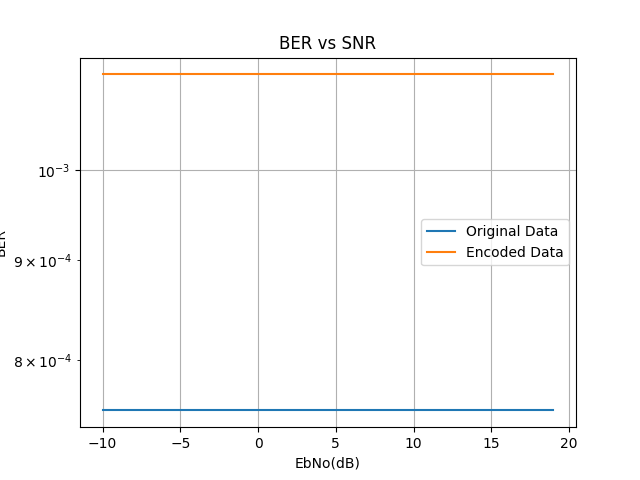 BER vs SNR
10⁻³
9 × 10⁻⁴
8 × 10⁻⁴
BER
Original Data
Encoded Data
−10 −5 0 5 10 15 20
EbNo(dB)